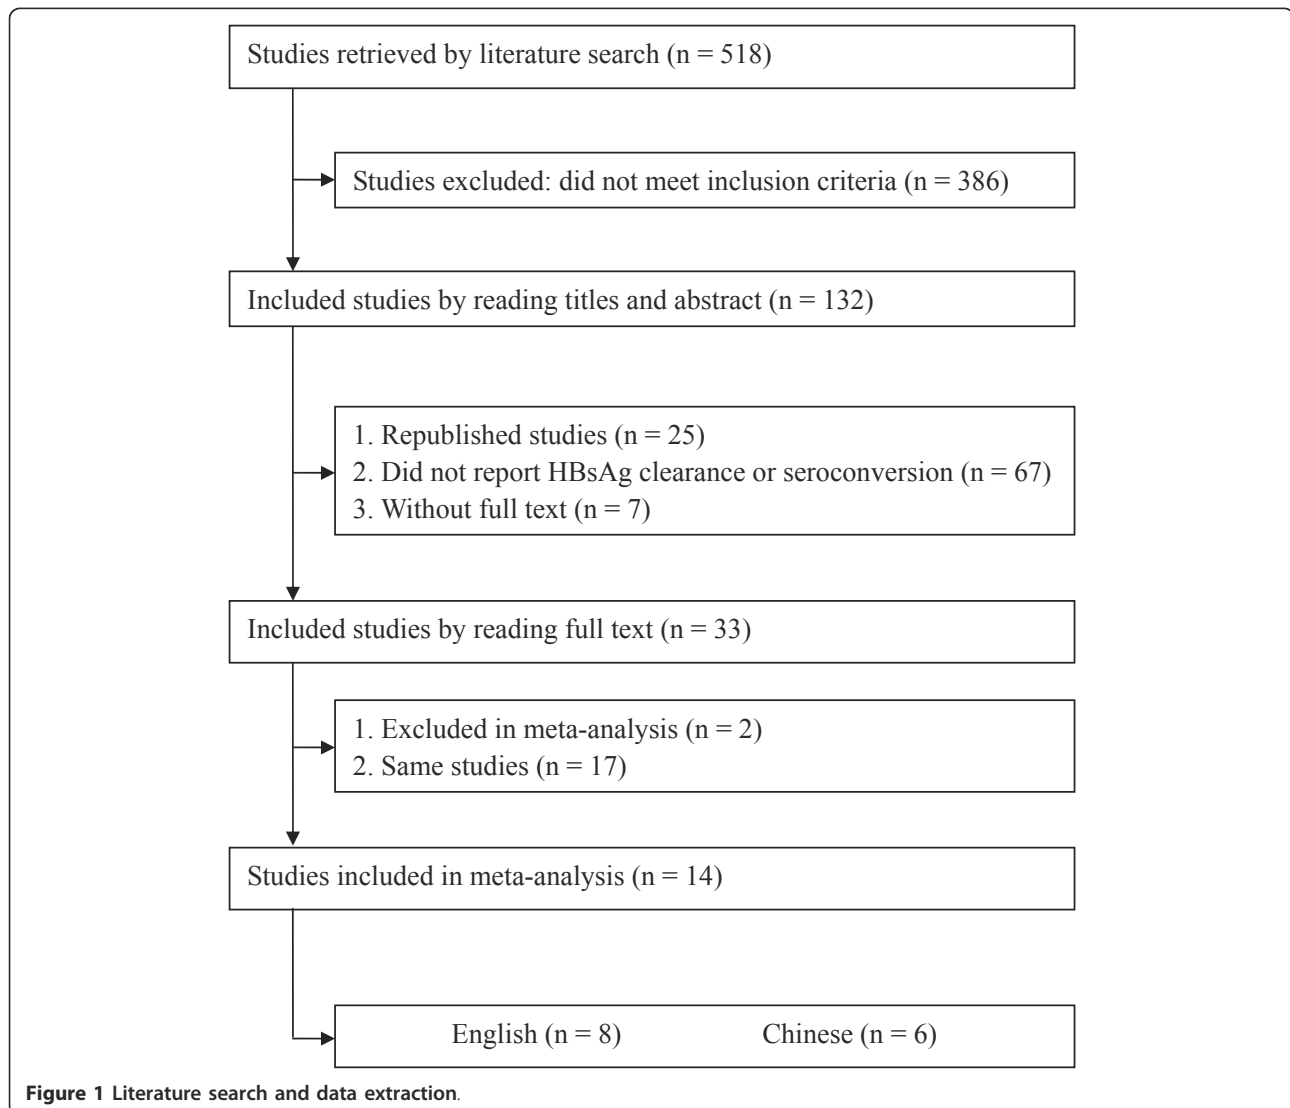 Studies retrieved by literature search (n = 518)
Studies excluded: did not meet inclusion criteria (n = 386)
Included studies by reading titles and abstract (n = 132)
1. Republished studies (n = 25)
2. Did not report HBsAg clearance or seroconversion (n = 67)
3. Without full text (n = 7)
Included studies by reading full text (n = 33)
1. Excluded in meta-analysis (n = 2)
2. Same studies (n = 17)
Studies included in meta-analysis (n = 14)
English (n = 8) Chinese (n = 6)
Figure 1 Literature search and data extraction.